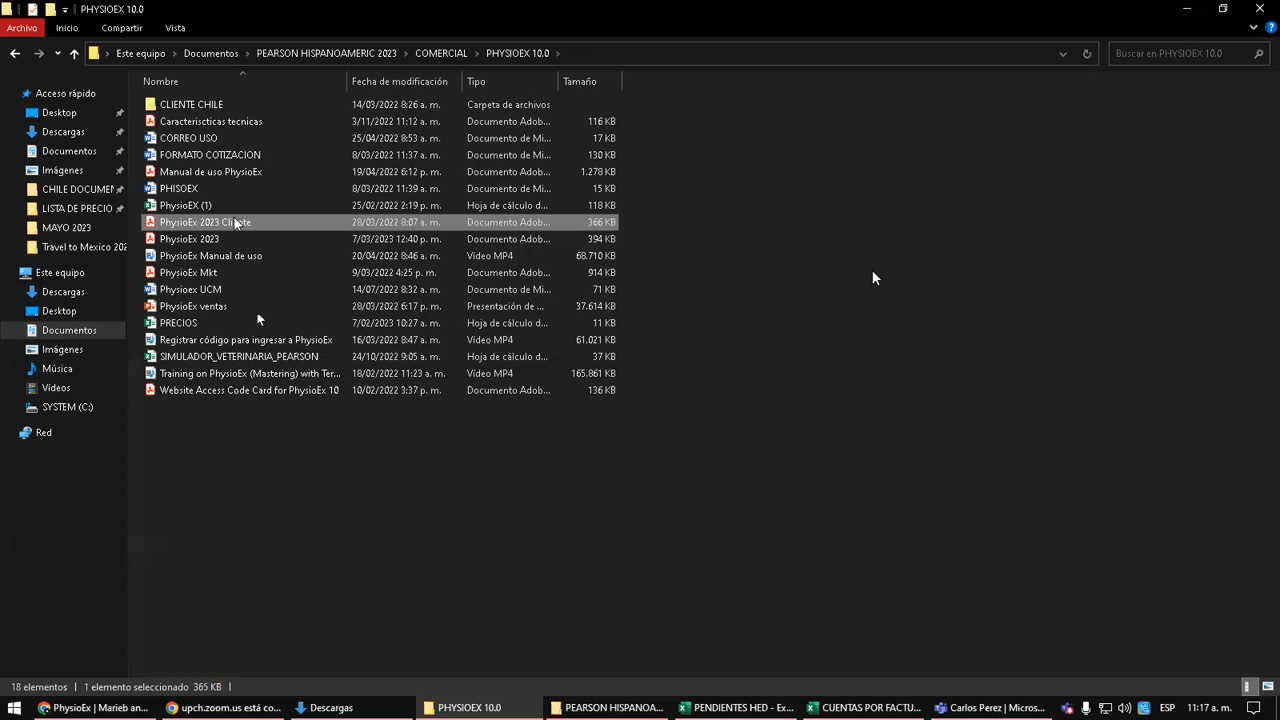 PHYSIOEX 10.0
Archivo Inicio Compartir Vista
Este equipo Documentos PEARSON HISPANOAMERIC 2023 COMERCIAL PHYSIOEX 10.0
Buscar en PHYSIOEX 10.0
Nombre Fecha de modificación Tipo Tamaño
Acceso rápido
Desktop
Descargas
Documentos
Imágenes
CHILE DOCUMEN
LISTA DE PRECIO
MAYO 2023
Travel to Mexico 202
Este equipo
Descargas
Desktop
Documentos
Imágenes
Música
Vídeos
SYSTEM (C:)
Red
CLIENTE CHILE 14/03/2022 8:26 a. m. Carpeta de archivos
Carateriscticas tecnicas 3/11/2022 11:12 a. m. Documento Adob... 116 KB
CORREO USO 25/04/2022 8:53 a. m. Documento de Mi... 17 KB
FORMATO COTIZACION 8/03/2022 11:37 a. m. Documento de Mi... 130 KB
Manual de uso PhysioEx 19/04/2022 6:12 p. m. Documento Adob... 1.278 KB
PHISOEX 8/03/2022 11:39 a. m. Documento de Mi... 15 KB
PhysioEX (1) 25/02/2022 2:19 p. m. Hoja de cálculo d... 118 KB
PhysioEx 2023 Cliente 28/03/2022 8:07 a. m. Documento Adob... 366 KB
PhysioEx 2023 7/03/2023 12:40 p. m. Documento Adob... 394 KB
PhysioEx Manual de uso 20/04/2022 8:46 a. m. Vídeo MP4 68.710 KB
PhysioEx Mkt 9/03/2022 4:25 p. m. Documento Adob... 914 KB
Physioex UCM 14/07/2022 8:32 a. m. Documento de Mi... 71 KB
PhysioEx ventas 28/03/2022 6:17 p. m. Presentación de ... 37.614 KB
PRECIOS 7/02/2023 10:27 a. m. Hoja de cálculo d... 11 KB
Registrar código para ingresar a PhysioEx 16/03/2022 8:47 a. m. Vídeo MP4 61.021 KB
SIMULADOR_VETERINARIA_PEARSON 24/10/2022 9:05 a. m. Hoja de cálculo d... 37 KB
Training on PhysioEx (Mastering) with Ter... 18/02/2022 11:23 a. m. Vídeo MP4 165.861 KB
Website Access Code Card for PhysioEx 10 10/02/2022 3:37 p. m. Documento Adob... 136 KB
18 elementos 1 elemento seleccionado 365 KB
PhysioEx | Marieb an... upch.zoom.us está co... Descargas PHYSIOEX 10.0 PEARSON HISPANOA... PENDIENTES HED - Ex... CUENTAS POR FACTU... Carlos Perez | Micros... ESP 11:17 a. m.